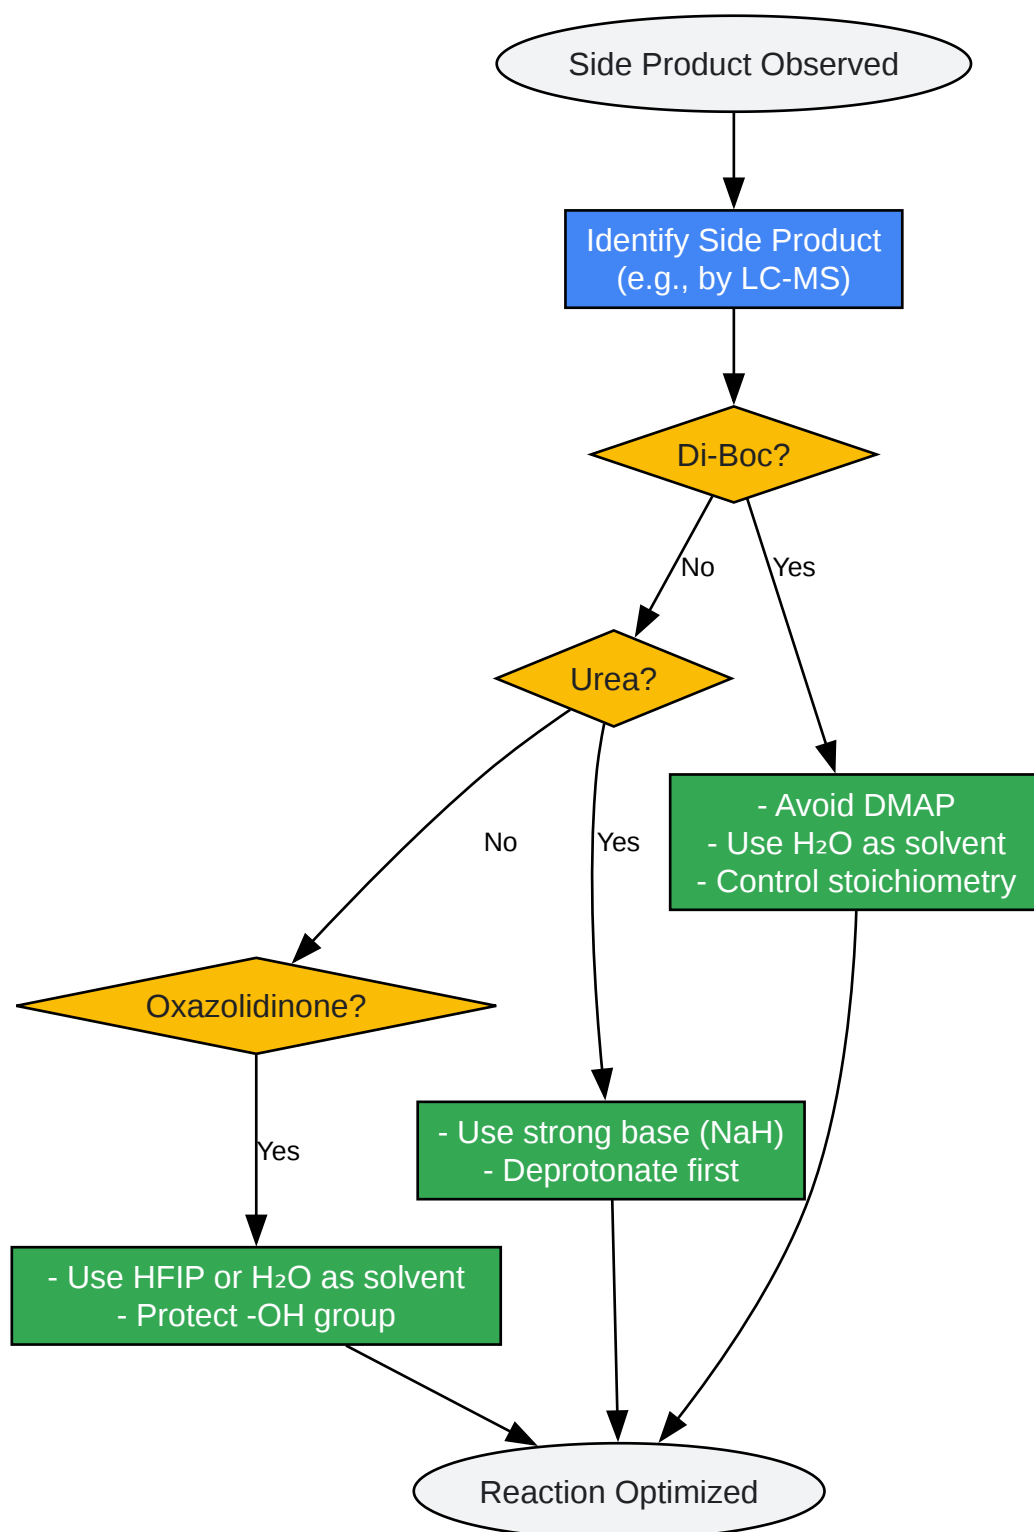 Side Product Observed
Identify Side Product
(e.g., by LC-MS)
Di-Boc?
No
Yes
Urea?
- Avoid DMAP
- Use H₂O as solvent
- Control stoichiometry
No
Yes
Oxazolidinone?
- Use strong base (NaH)
- Deprotonate first
Yes
- Use HFIP or H₂O as solvent
- Protect -OH group
Reaction Optimized